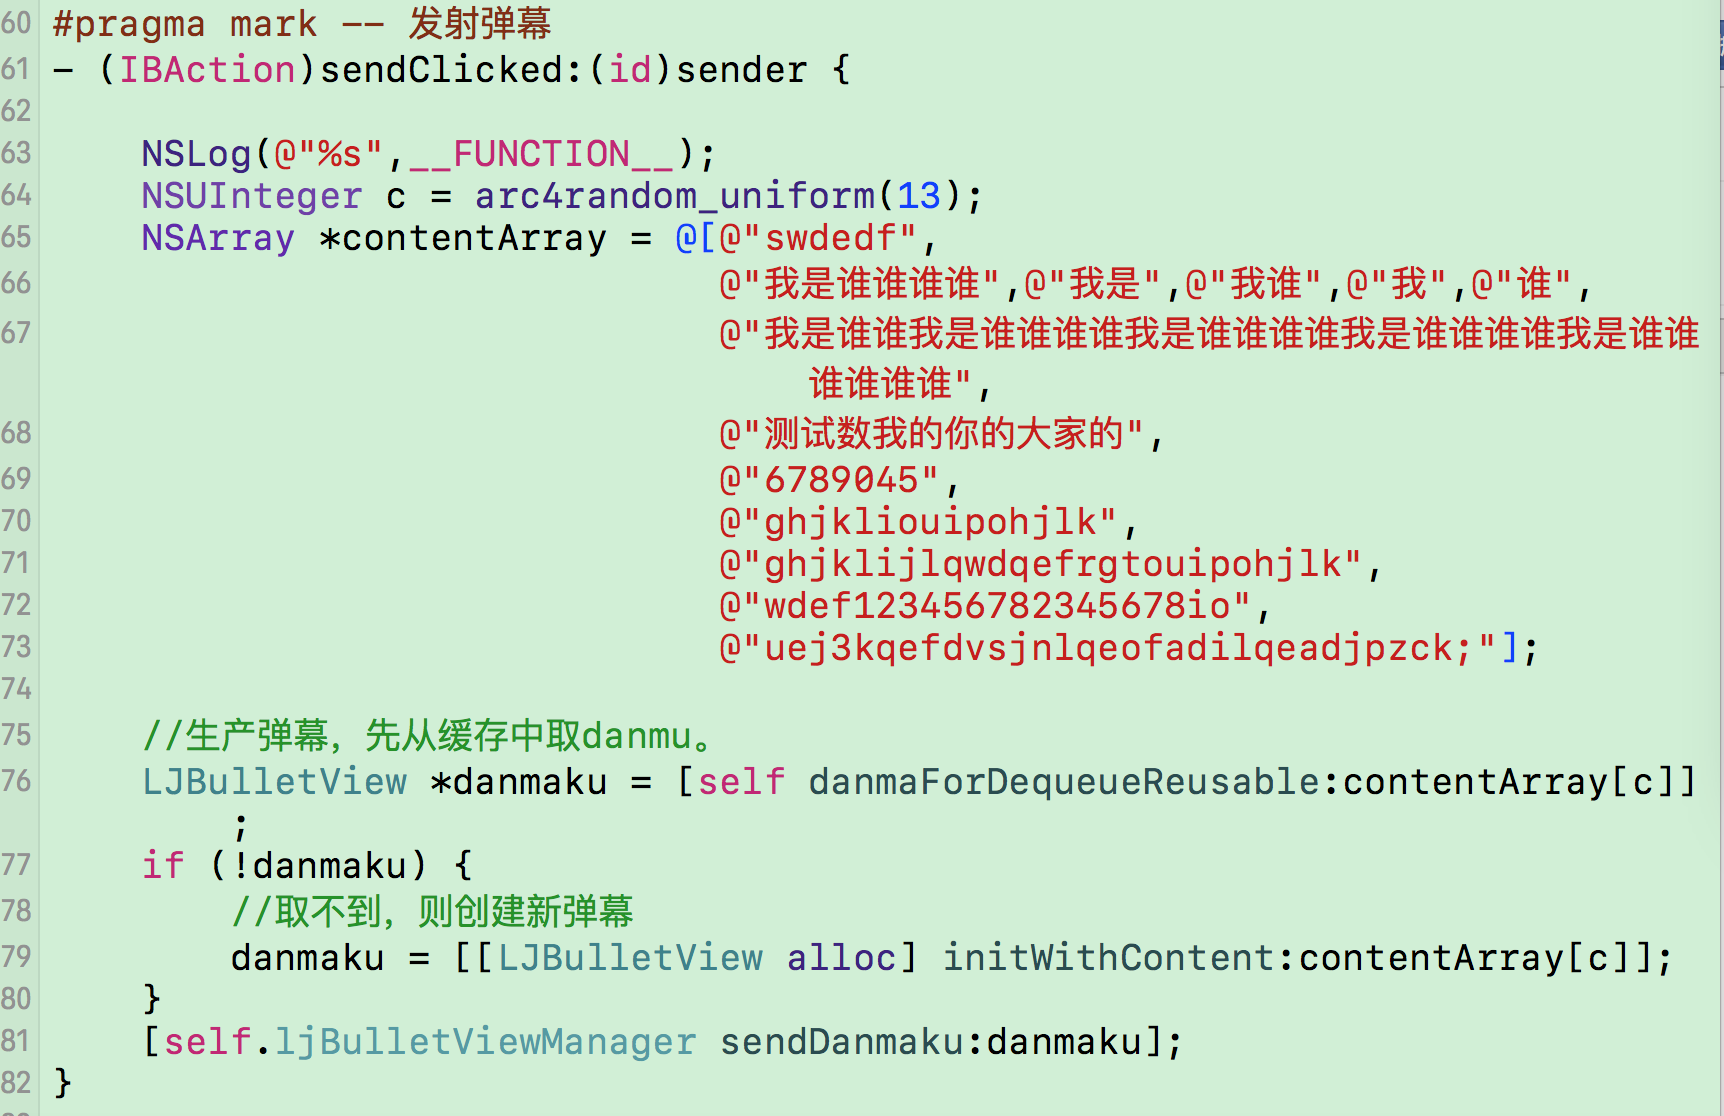 60 #pragma mark -- 发射弹幕
61 - (IBAction)sendClicked:(id)sender {
62
63 NSLog(@"%s",__FUNCTION__);
64 NSUInteger c = arc4random_uniform(13);
65 NSArray *contentArray = @[@"swdedf",
66 @"我是谁谁谁谁",@"我是",@"我谁",@"我",@"谁",
67 @"我是谁谁我是谁谁谁谁我是谁谁谁谁我是谁谁谁谁我是谁谁
谁谁谁谁",
68 @"测试数我的你的大家的",
69 @"6789045",
70 @"ghjkliouipohjlk",
71 @"ghjklijlqwdqefrgtouipohjlk",
72 @"wdef123456782345678io",
73 @"uej3kqefdvsjnlqeofadilqeadjpzck;"];
74
75 //生产弹幕，先从缓存中取danmu。
76 LJBulletView *danmaku = [self danmaForDequeueReusable:contentArray[c]]
;
77 if (!danmaku) {
78 //取不到，则创建新弹幕
79 danmaku = [[LJBulletView alloc] initWithContent:contentArray[c]];
80 }
81 [self.ljBulletViewManager sendDanmaku:danmaku];
82 }